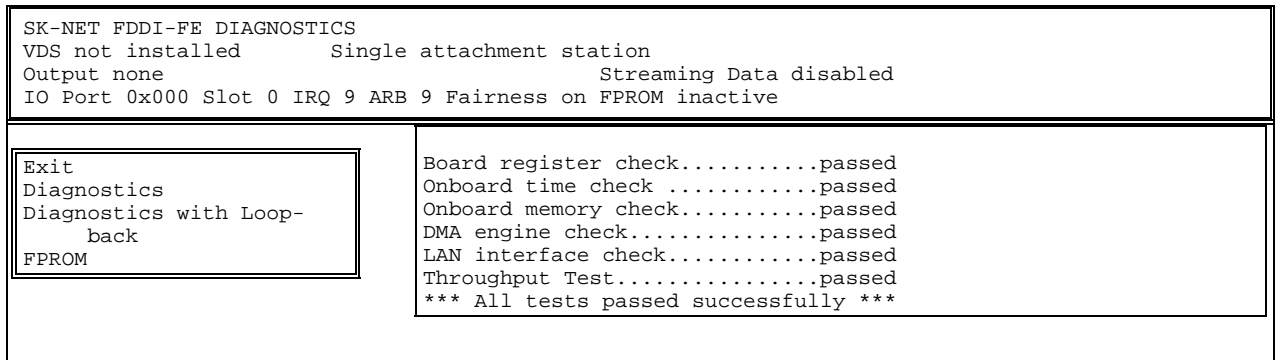 SK-NET FDDI-FE DIAGNOSTICS
VDS not installed Single attachment station
Output none Streaming Data disabled
IO Port 0x000 Slot 0 IRQ 9 ARB 9 Fairness on FPROM inactive
Exit
Diagnostics
Diagnostics with Loop-
back
FPROM
Board register check...........passed
Onboard time check ............passed
Onboard memory check...........passed
DMA engine check...............passed
LAN interface check............passed
Throughput Test................passed
*** All tests passed successfully ***